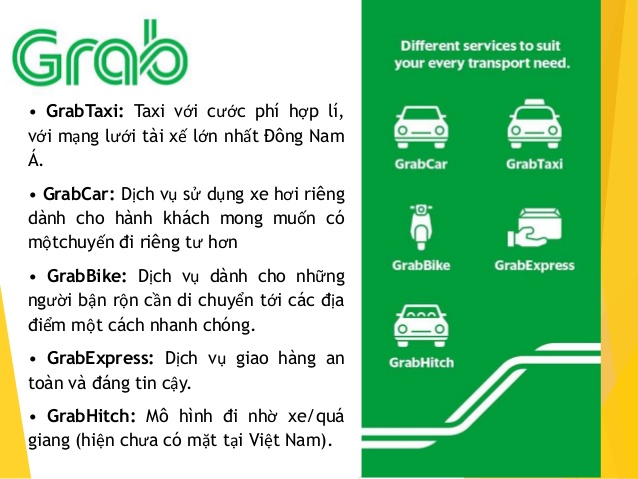 Grab
• GrabTaxi: Taxi với cước phí hợp lí,
với mạng lưới tài xế lớn nhất Đông Nam
Á.
• GrabCar: Dịch vụ sử dụng xe hơi riêng
dành cho hành khách mong muốn có
mộtchuyến đi riêng tư hơn
• GrabBike: Dịch vụ dành cho những
người bận rộn cần di chuyển tới các địa
điểm một cách nhanh chóng.
• GrabExpress: Dịch vụ giao hàng an
toàn và đáng tin cậy.
• GrabHitch: Mô hình đi nhờ xe/quá
giang (hiện chưa có mặt tại Việt Nam).
Different services to suit
your every transport need.
GrabCar
GrabTaxi
GrabBike
GrabExpress
GrabHitch